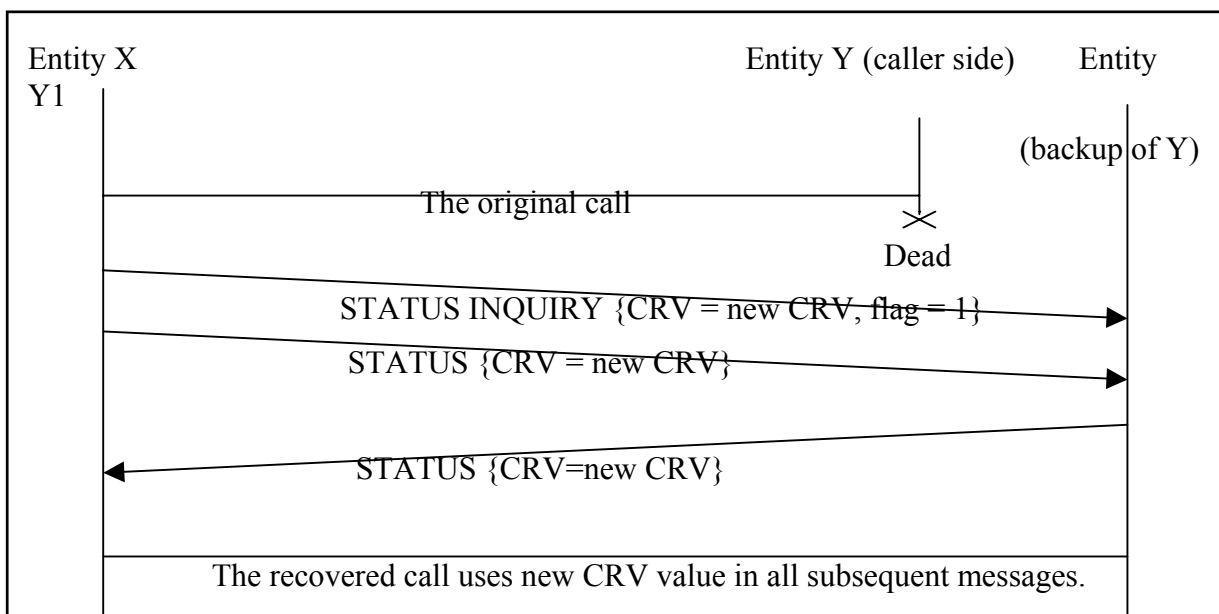 Entity X Entity Y (caller side) Entity
Y1
(backup of Y)
The original call
Dead
STATUS INQUIRY {CRV = new CRV, flag = 1}
STATUS {CRV = new CRV}
STATUS {CRV=new CRV}
The recovered call uses new CRV value in all subsequent messages.